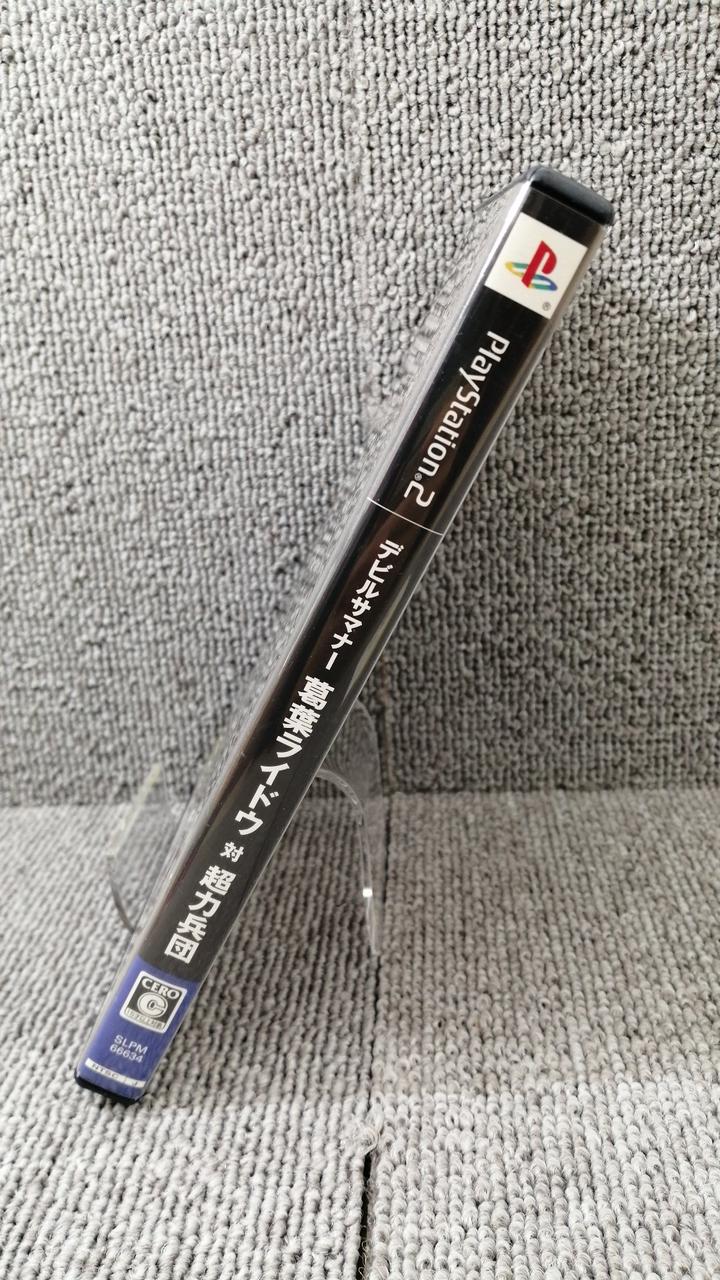 ®
PlayStation®2
デビルサマナー 葛葉ライドウ 対 超力兵団
CERO
C
SLPM
66634
NTSC J